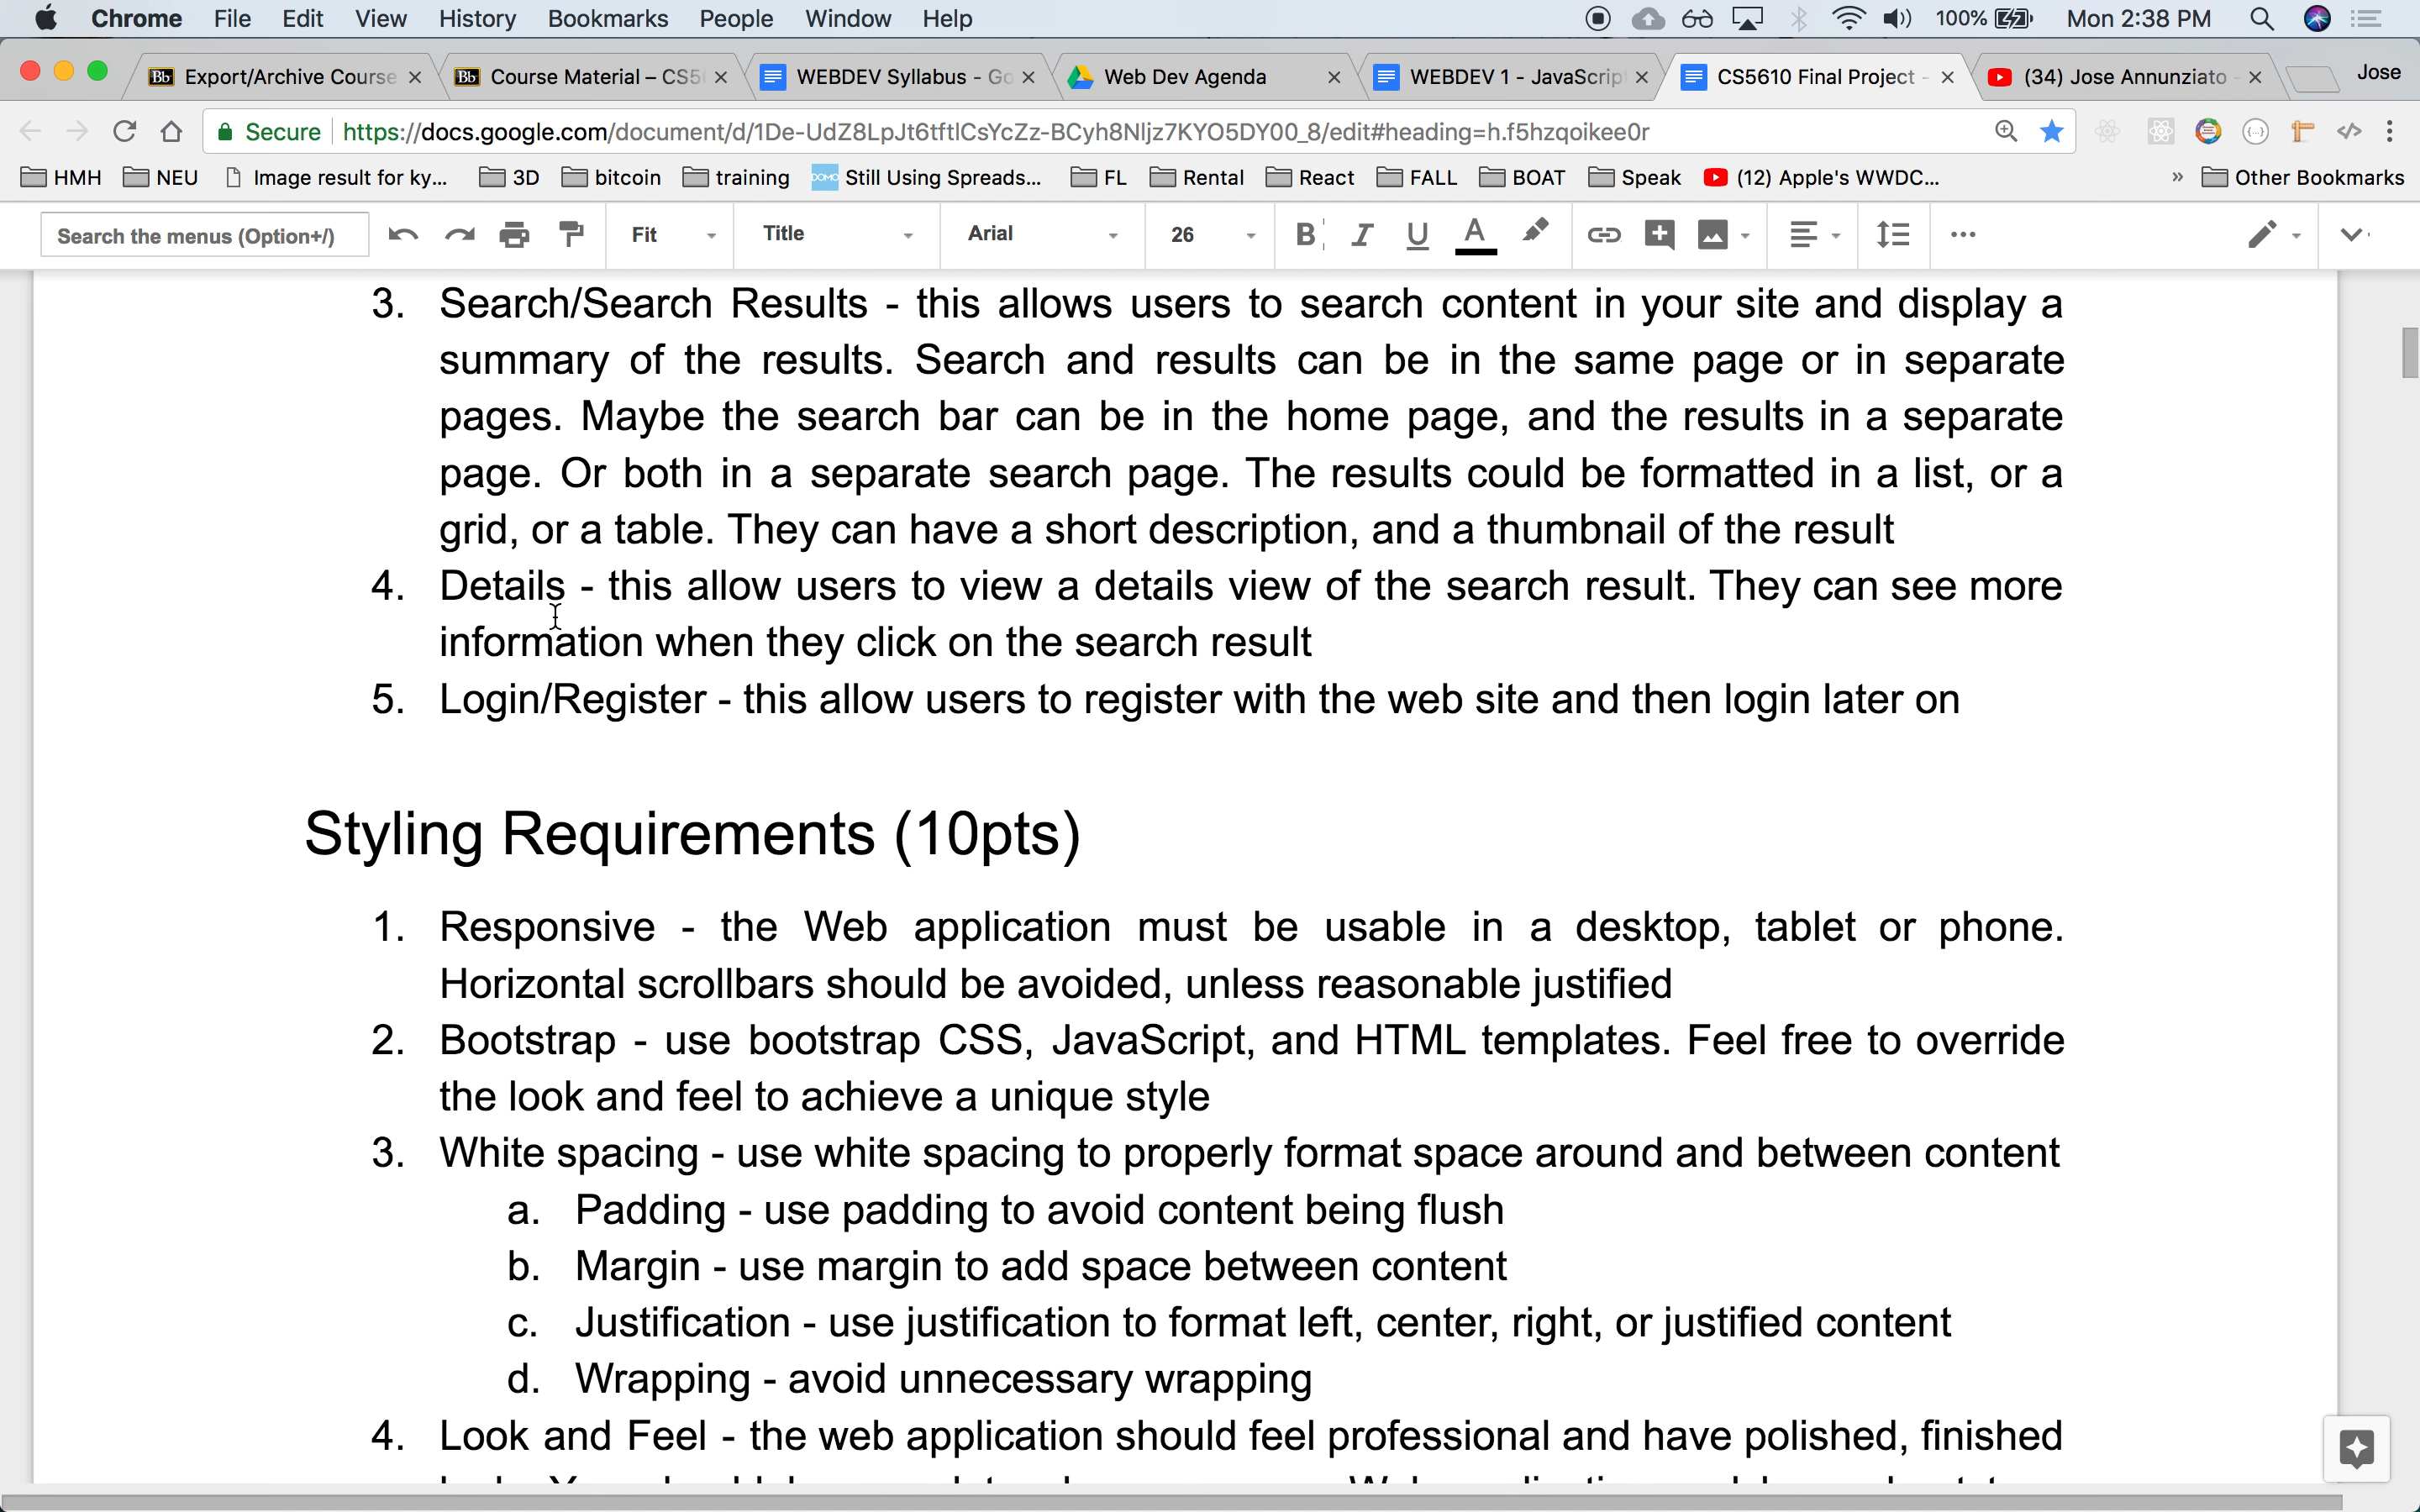 Chrome File Edit View History Bookmarks People Window Help 100% Mon 2:38 PM
Export/Archive Course Course Material – CS5 WEBDEV Syllabus - Go Web Dev Agenda WEBDEV 1 - JavaScrip CS5610 Final Project - (34) Jose Annunziato - Jose
Secure https://docs.google.com/document/d/1De-UdZ8LpJt6tftlCsYcZz-BCyh8Nljz7KYO5DY00_8/edit#heading=h.f5hzqoikee0r
HMH NEU Image result for ky... 3D bitcoin training DOMO Still Using Spreads... FL Rental React FALL BOAT Speak (12) Apple's WWDC... » Other Bookmarks
Search the menus (Option+/) Fit Title Arial 26 B I U A
3. Search/Search Results - this allows users to search content in your site and display a
summary of the results. Search and results can be in the same page or in separate
pages. Maybe the search bar can be in the home page, and the results in a separate
page. Or both in a separate search page. The results could be formatted in a list, or a
grid, or a table. They can have a short description, and a thumbnail of the result
4. Details - this allow users to view a details view of the search result. They can see more
information when they click on the search result
5. Login/Register - this allow users to register with the web site and then login later on
Styling Requirements (10pts)
1. Responsive - the Web application must be usable in a desktop, tablet or phone.
Horizontal scrollbars should be avoided, unless reasonable justified
2. Bootstrap - use bootstrap CSS, JavaScript, and HTML templates. Feel free to override
the look and feel to achieve a unique style
3. White spacing - use white spacing to properly format space around and between content
a. Padding - use padding to avoid content being flush
b. Margin - use margin to add space between content
c. Justification - use justification to format left, center, right, or justified content
d. Wrapping - avoid unnecessary wrapping
4. Look and Feel - the web application should feel professional and have polished, finished